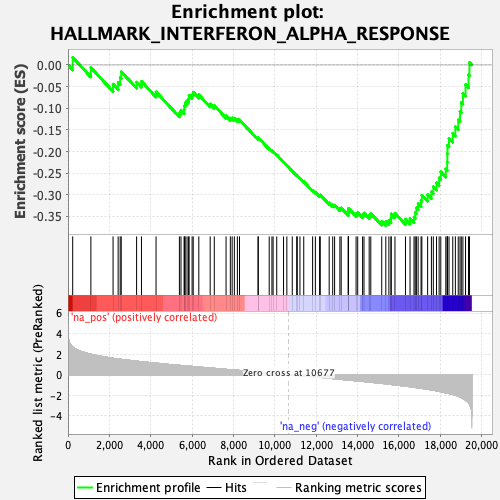 Enrichment plot:
HALLMARK_INTERFERON_ALPHA_RESPONSE
Enrichment score (ES)
0.00
-0.05
-0.10
-0.15
-0.20
-0.25
-0.30
-0.35
'na_pos' (positively correlated)
Ranked list metric (PreRanked)
6
4
2
0
-2
-4
Zero cross at 10677
'na_neg' (negatively correlated)
0
2,000
4,000
6,000
8,000
10,000
12,000
14,000
16,000
18,000
20,000
Rank in Ordered Dataset
Enrichment profile
Hits
Ranking metric scores